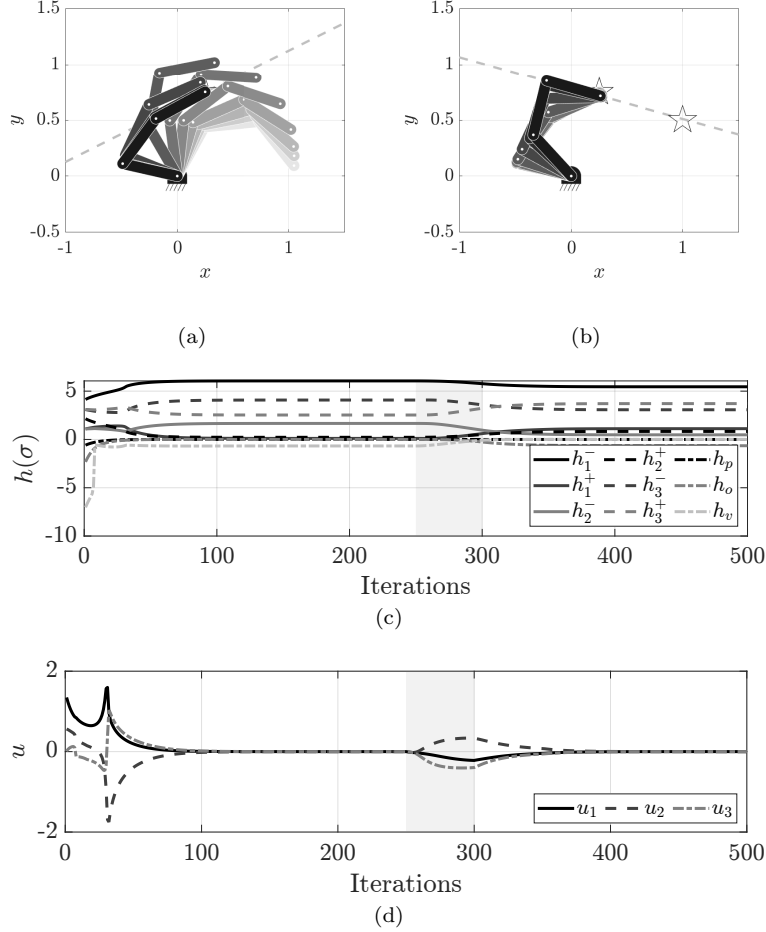 1.5
1
0.5
0
-0.5
y
-1
0
1
x
(a)
1.5
1
0.5
0
-0.5
y
-1
0
1
x
(b)
5
0
-5
-10
h(σ)
h₁⁻ h₂⁺ hₚ
h₁⁺ h₃⁻ hₒ
h₂⁻ h₃⁺ hᵥ
0 100 200 300 400 500
Iterations
(c)
2
0
-2
u
u₁ u₂ u₃
0 100 200 300 400 500
Iterations
(d)